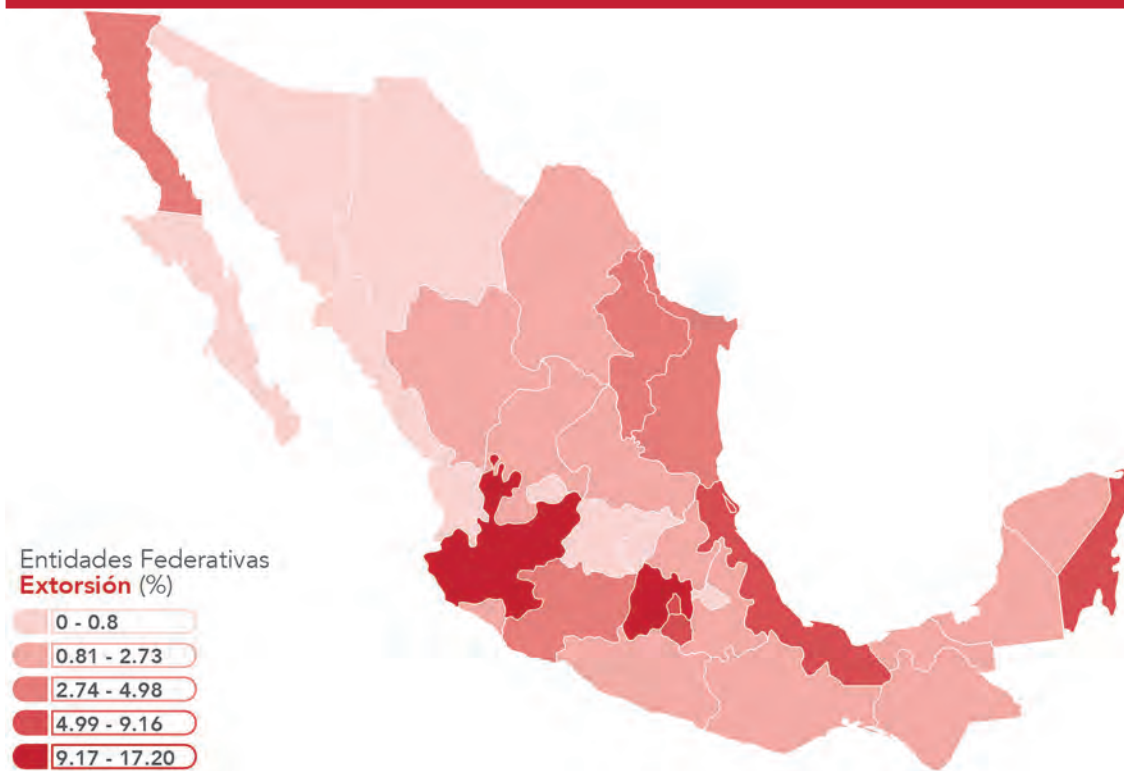 Entidades Federativas
Extorsión (%)
0 - 0.8
0.81 - 2.73
2.74 - 4.98
4.99 - 9.16
9.17 - 17.20